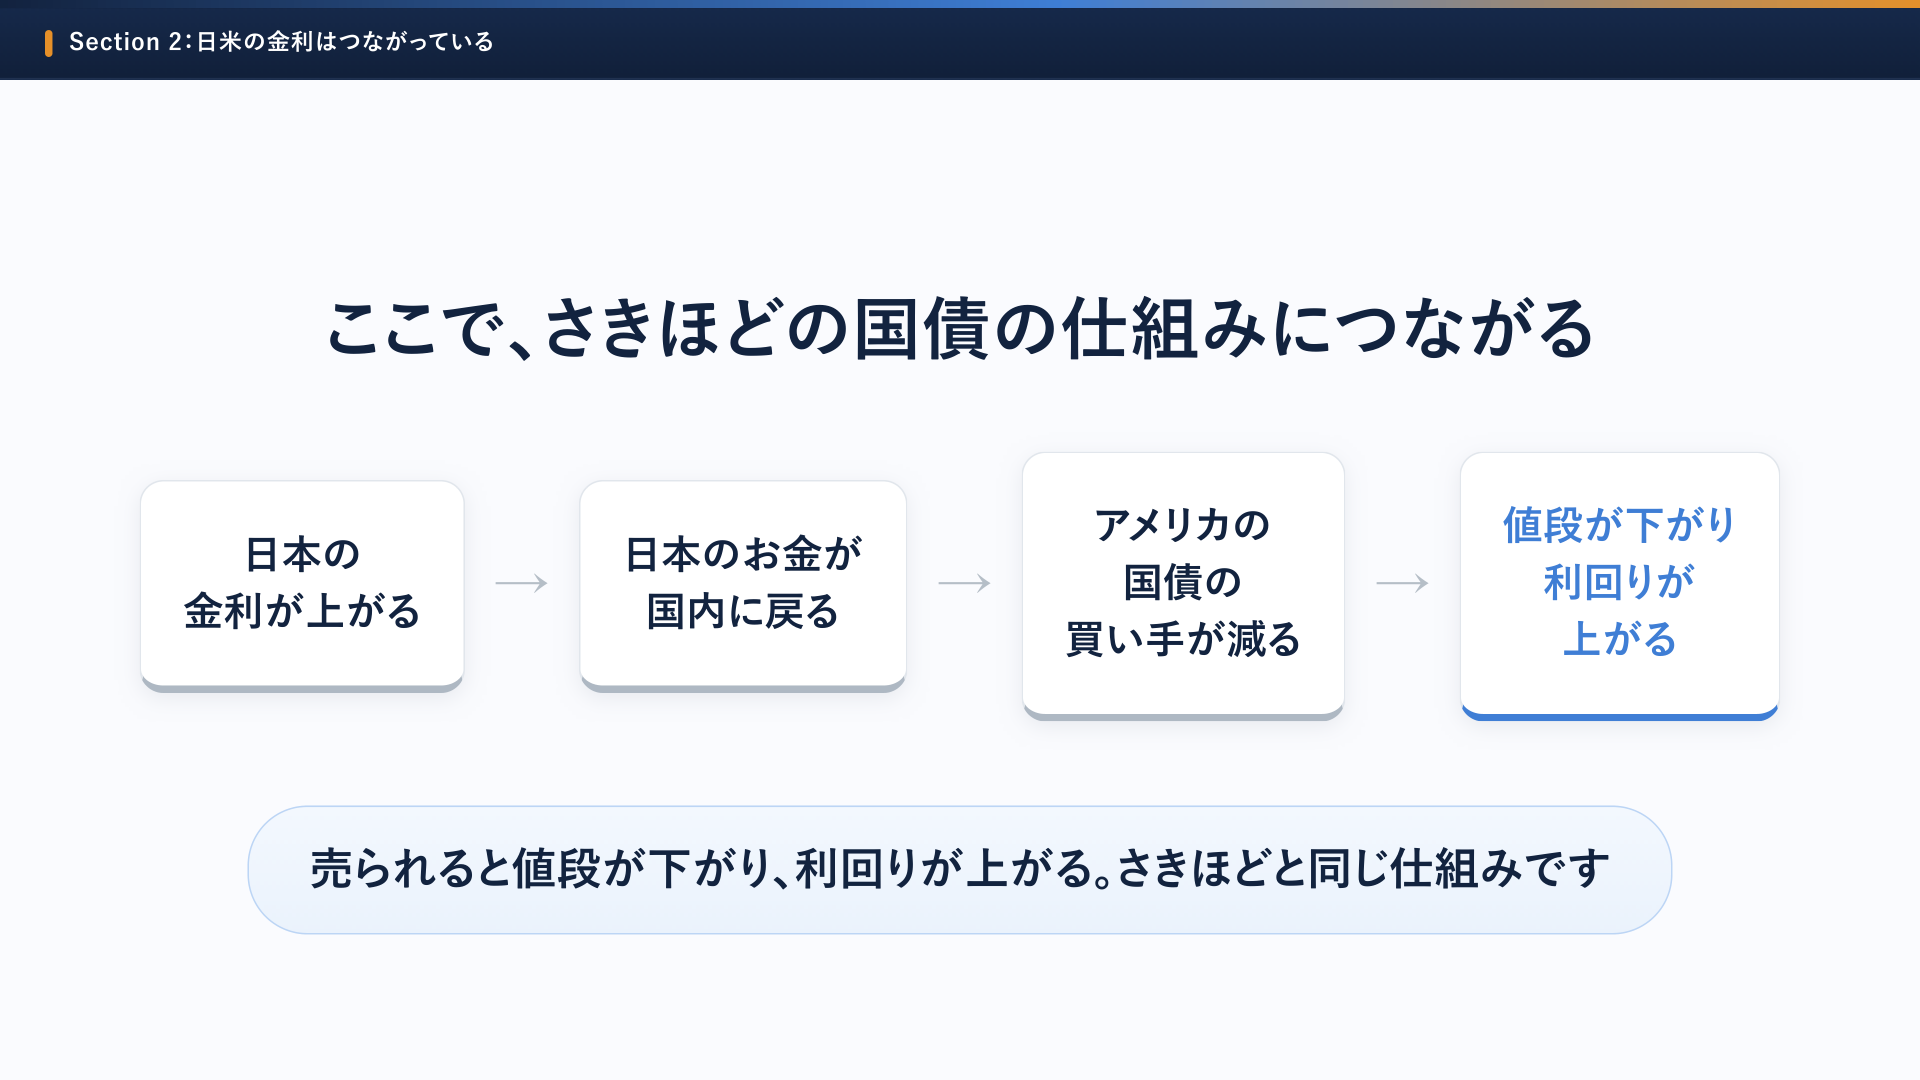 Section 2：日米の金利はつながっている
ここで、さきほどの国債の仕組みにつながる
日本の
金利が上がる
日本のお金が
国内に戻る
アメリカの
国債の
買い手が減る
値段が下がり
利回りが
上がる
売られると値段が下がり、利回りが上がる。さきほどと同じ仕組みです